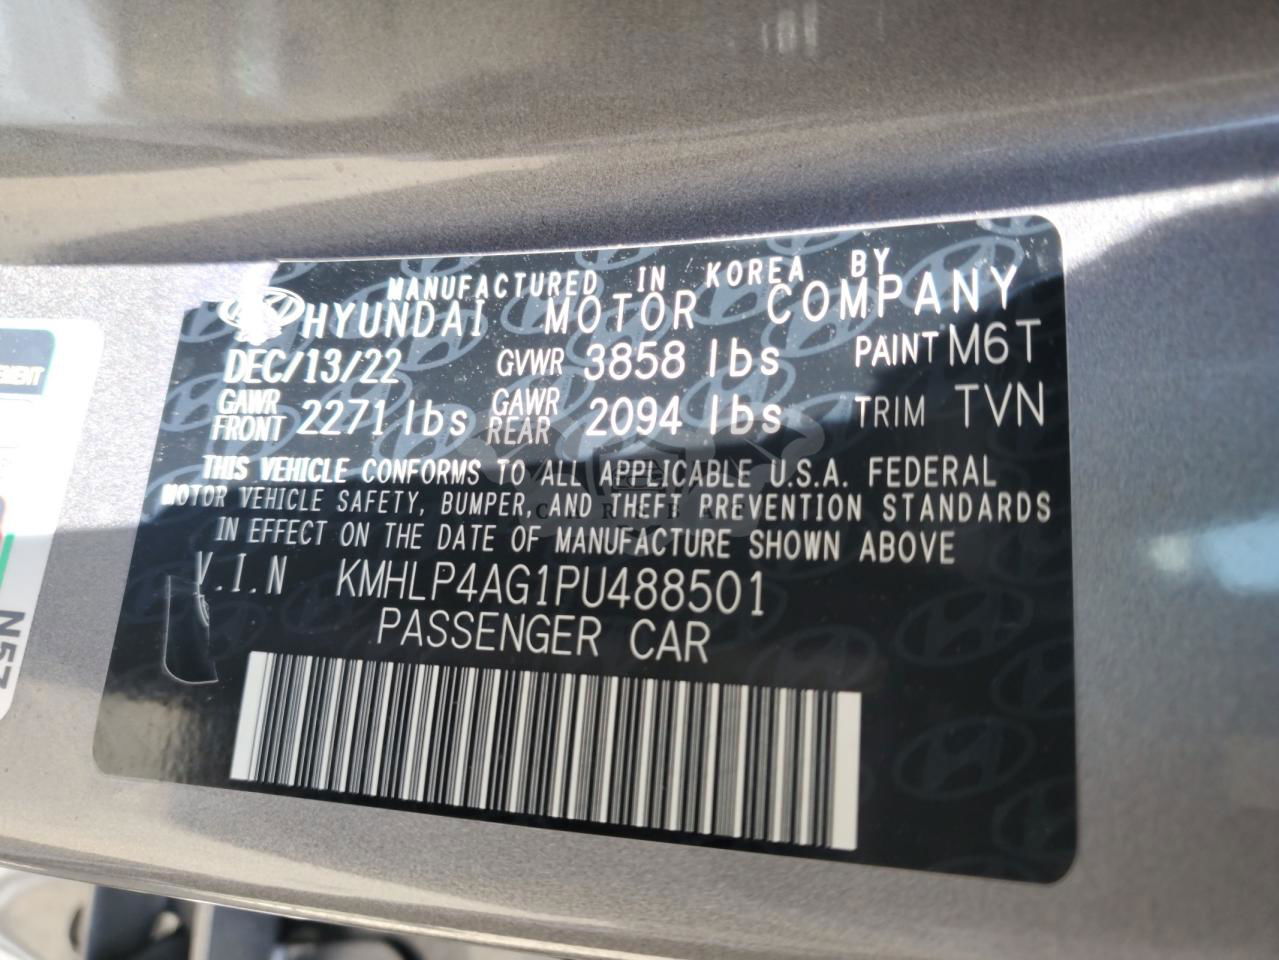 MANUFACTURED IN KOREA BY
HYUNDAI MOTOR COMPANY
DEC/13/22 GVWR 3858 lbs PAINT M6T
GAWR FRONT 2271 lbs GAWR REAR 2094 lbs TRIM TVN
THIS VEHICLE CONFORMS TO ALL APPLICABLE U.S.A. FEDERAL
MOTOR VEHICLE SAFETY, BUMPER, AND THEFT PREVENTION STANDARDS
IN EFFECT ON THE DATE OF MANUFACTURE SHOWN ABOVE
V.I.N KMHLP4AG1PU488501
PASSENGER CAR
N57